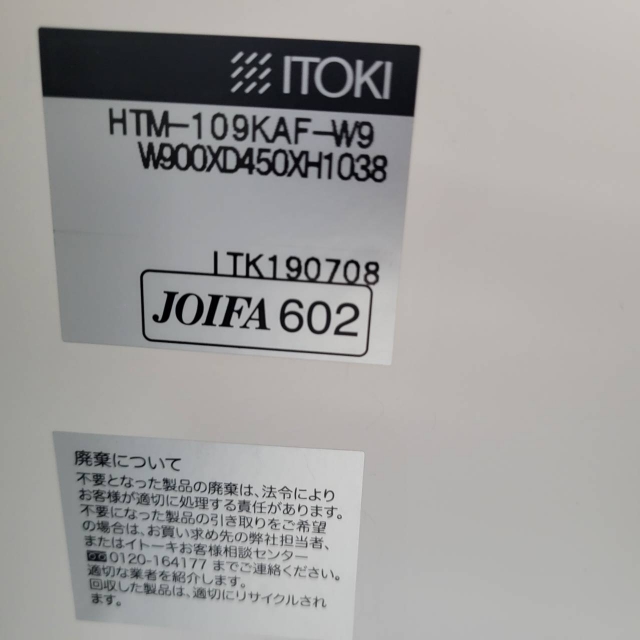 ITOKI
HTM-109KAF-W9
W900XD450XH1038
ITK190708
JOIFA 602
廃棄について
不要となった製品の廃棄は、法令により
お客様が適切に処理する責任があります。
不要になった製品の引き取りをご希望
の場合は、お買い求め先の弊社担当者、
またはイトーキお客様相談センター
0120-164177までご連絡ください。
適切な業者を紹介します。
回収した製品は、適切にリサイクルされ
ます。